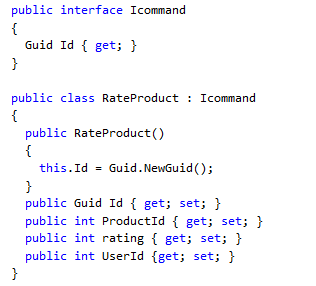 public interface Icommand
{
  Guid Id { get; }
}

public class RateProduct : Icommand
{
  public RateProduct()
  {
    this.Id = Guid.NewGuid();
  }
  public Guid Id { get; set; }
  public int ProductId { get; set; }
  public int rating { get; set; }
  public int UserId {get; set; }
}